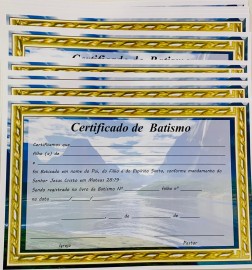 Certificado de Batismo
Certificamos que
Filho (a) de
e
Foi Batizado em nome do Pai, do Filho e do Espírito Santo, conforme mandamento do
Senhor Jesus Cristo em Mateus 28:19
Sendo registrado no livro de Batismo Nº Folha nº
na data / /
de de
Igreja Pastor